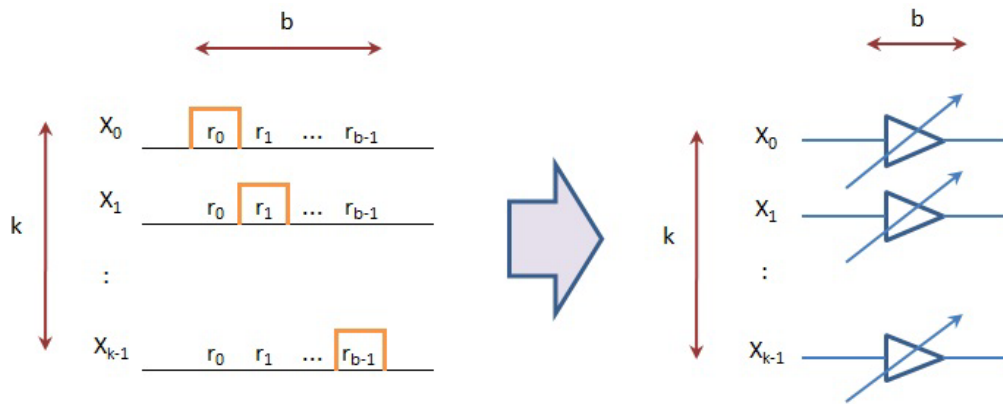 b
X0 r0 r1 ... rb-1
X1 r0 r1 ... rb-1
k
:
Xk-1 r0 r1 ... rb-1
b
X0
X1
k
:
Xk-1